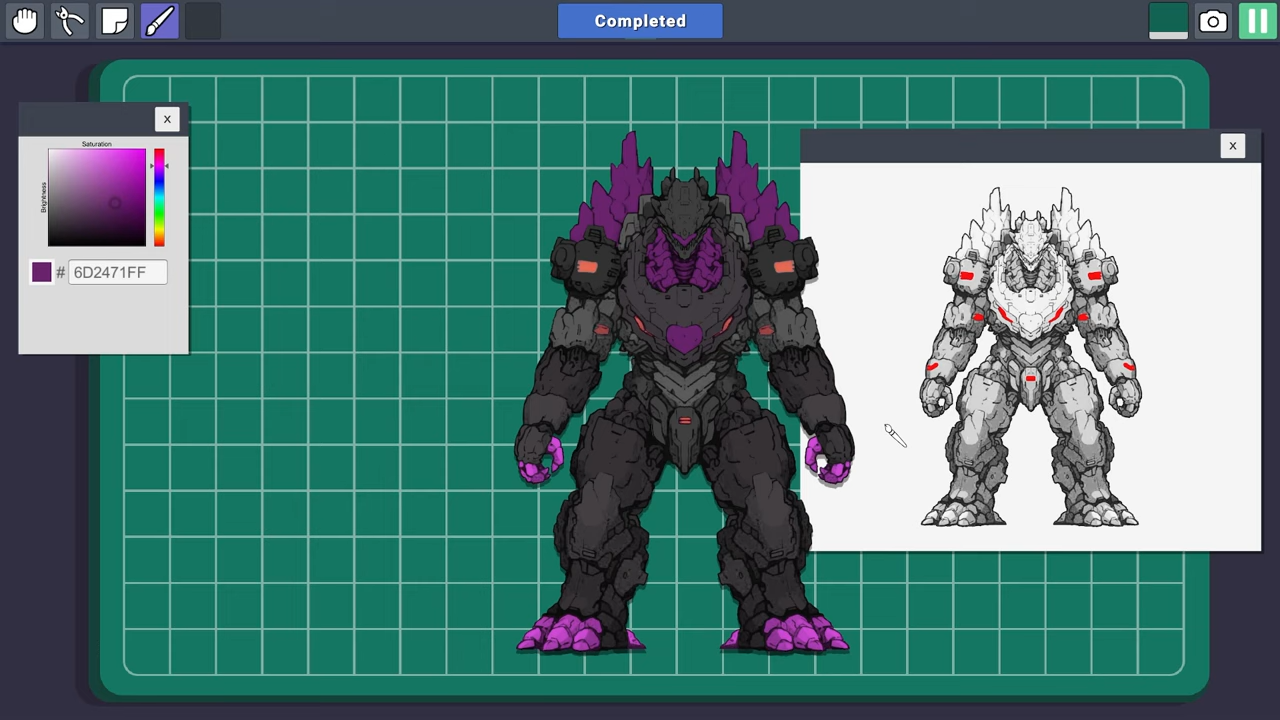 Completed
X
Saturation
Brightness
# 6D2471FF
X